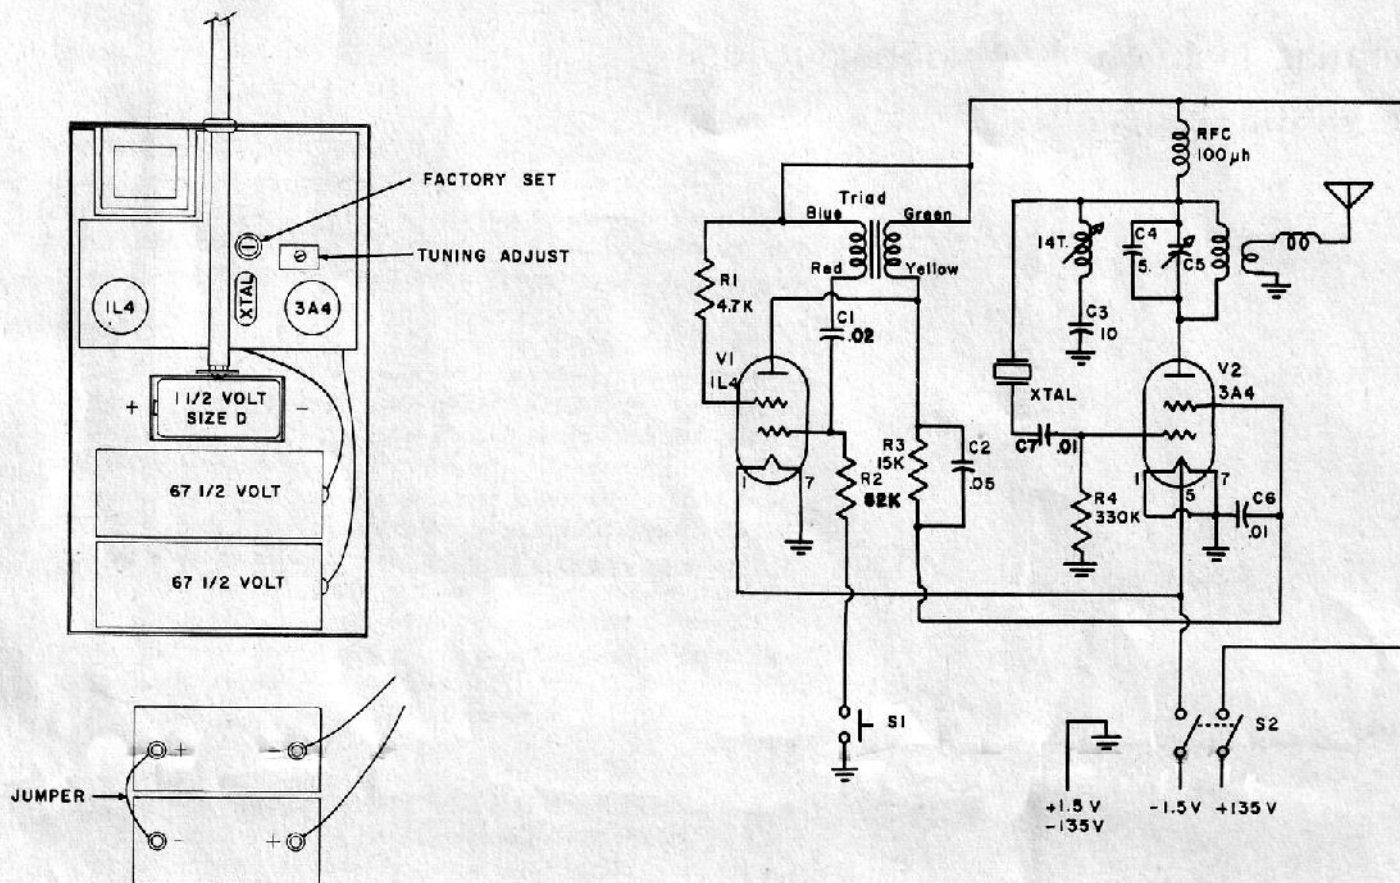 FACTORY SET
TUNING ADJUST
XTAL
1L4
3A4
+
1 1/2 VOLT
SIZE D
-
67 1/2 VOLT
67 1/2 VOLT
+
-
JUMPER
-
+
RFC
100 µh
Triad
Blue
Green
Red
Yellow
R1
4.7K
C1
.02
V1
1L4
1
7
R2
R3
15K
C2
.05
14T.
C4
5.
C5
C3
10
XTAL
V2
3A4
C7
.01
R4
330K
1
5
7
C6
.01
S1
S2
+1.5 V
-135V
-1.5 V
+135V